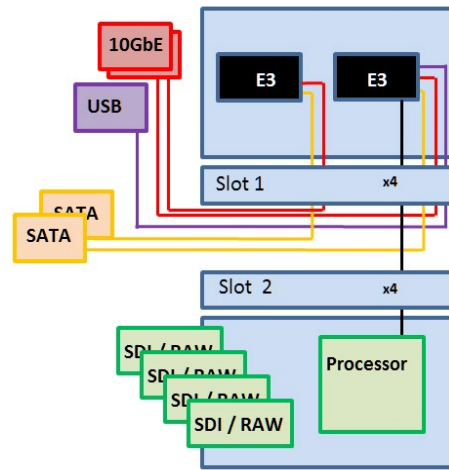 10GbE
E3
E3
USB
Slot 1
x4
SATA
SATA
Slot 2
x4
SDI / RAW
SDI / RAW
SDI / RAW
SDI / RAW
Processor